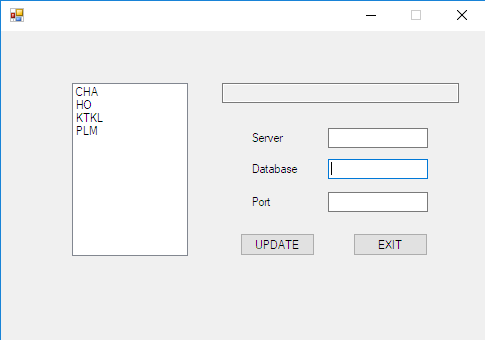 CHA
HO
KTKL
PLM
Server
Database
Port
UPDATE
EXIT